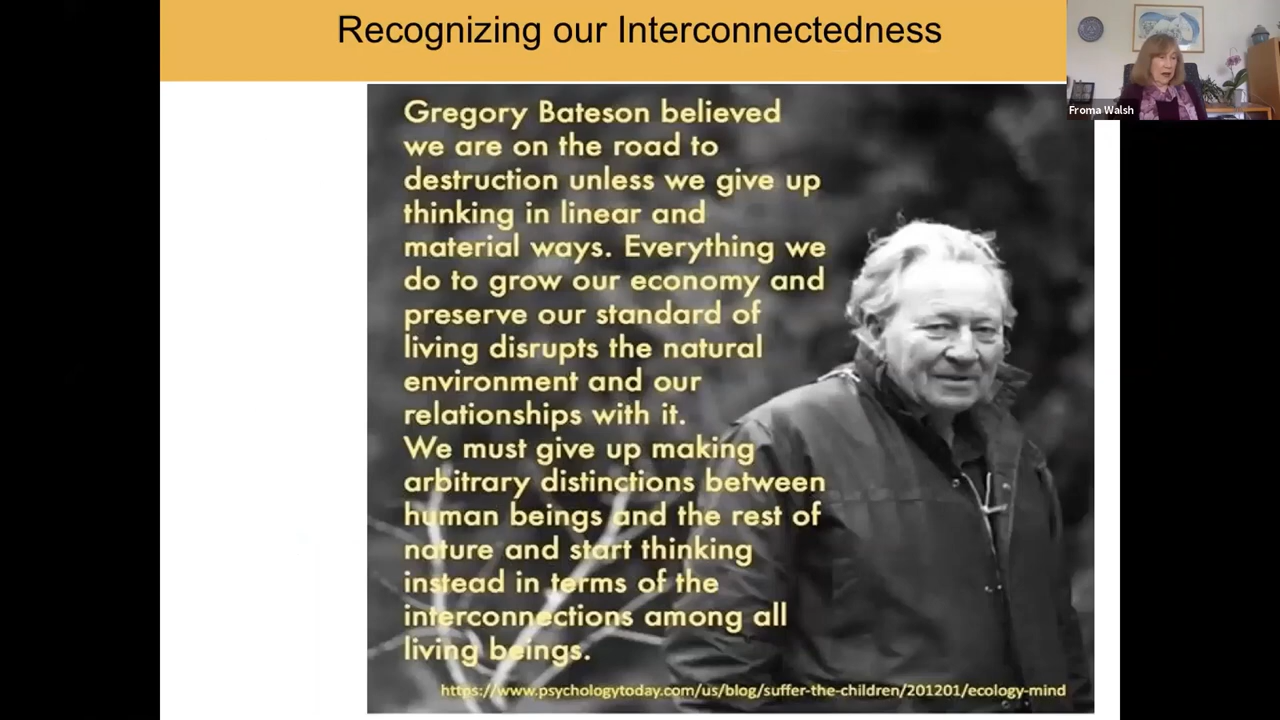 Recognizing our Interconnectedness
Froma Walsh
Gregory Bateson believed
we are on the road to
destruction unless we give up
thinking in linear and
material ways. Everything we
do to grow our economy and
preserve our standard of
living disrupts the natural
environment and our
relationships with it.
We must give up making
arbitrary distinctions between
human beings and the rest of
nature and start thinking
instead in terms of the
interconnections among all
living beings.
https://www.psychologytoday.com/us/blog/suffer-the-children/201201/ecology-mind